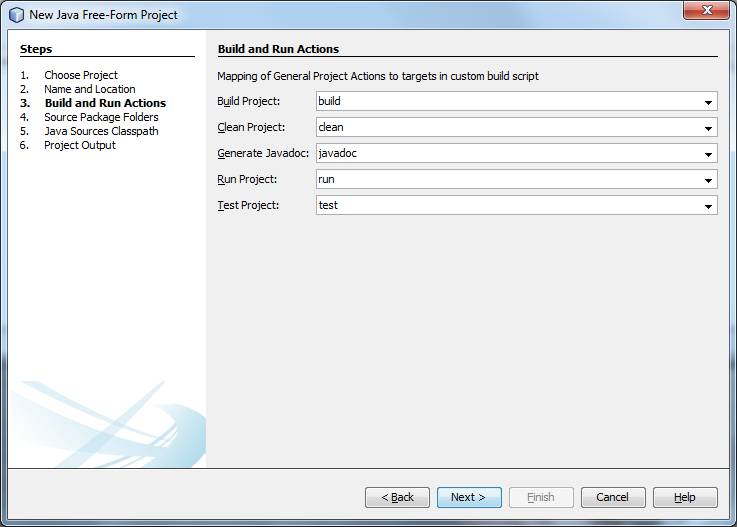 New Java Free-Form Project
Steps
1. Choose Project
2. Name and Location
3. Build and Run Actions
4. Source Package Folders
5. Java Sources Classpath
6. Project Output
Build and Run Actions
Mapping of General Project Actions to targets in custom build script
Build Project: build
Clean Project: clean
Generate Javadoc: javadoc
Run Project: run
Test Project: test
< Back Next > Finish Cancel Help